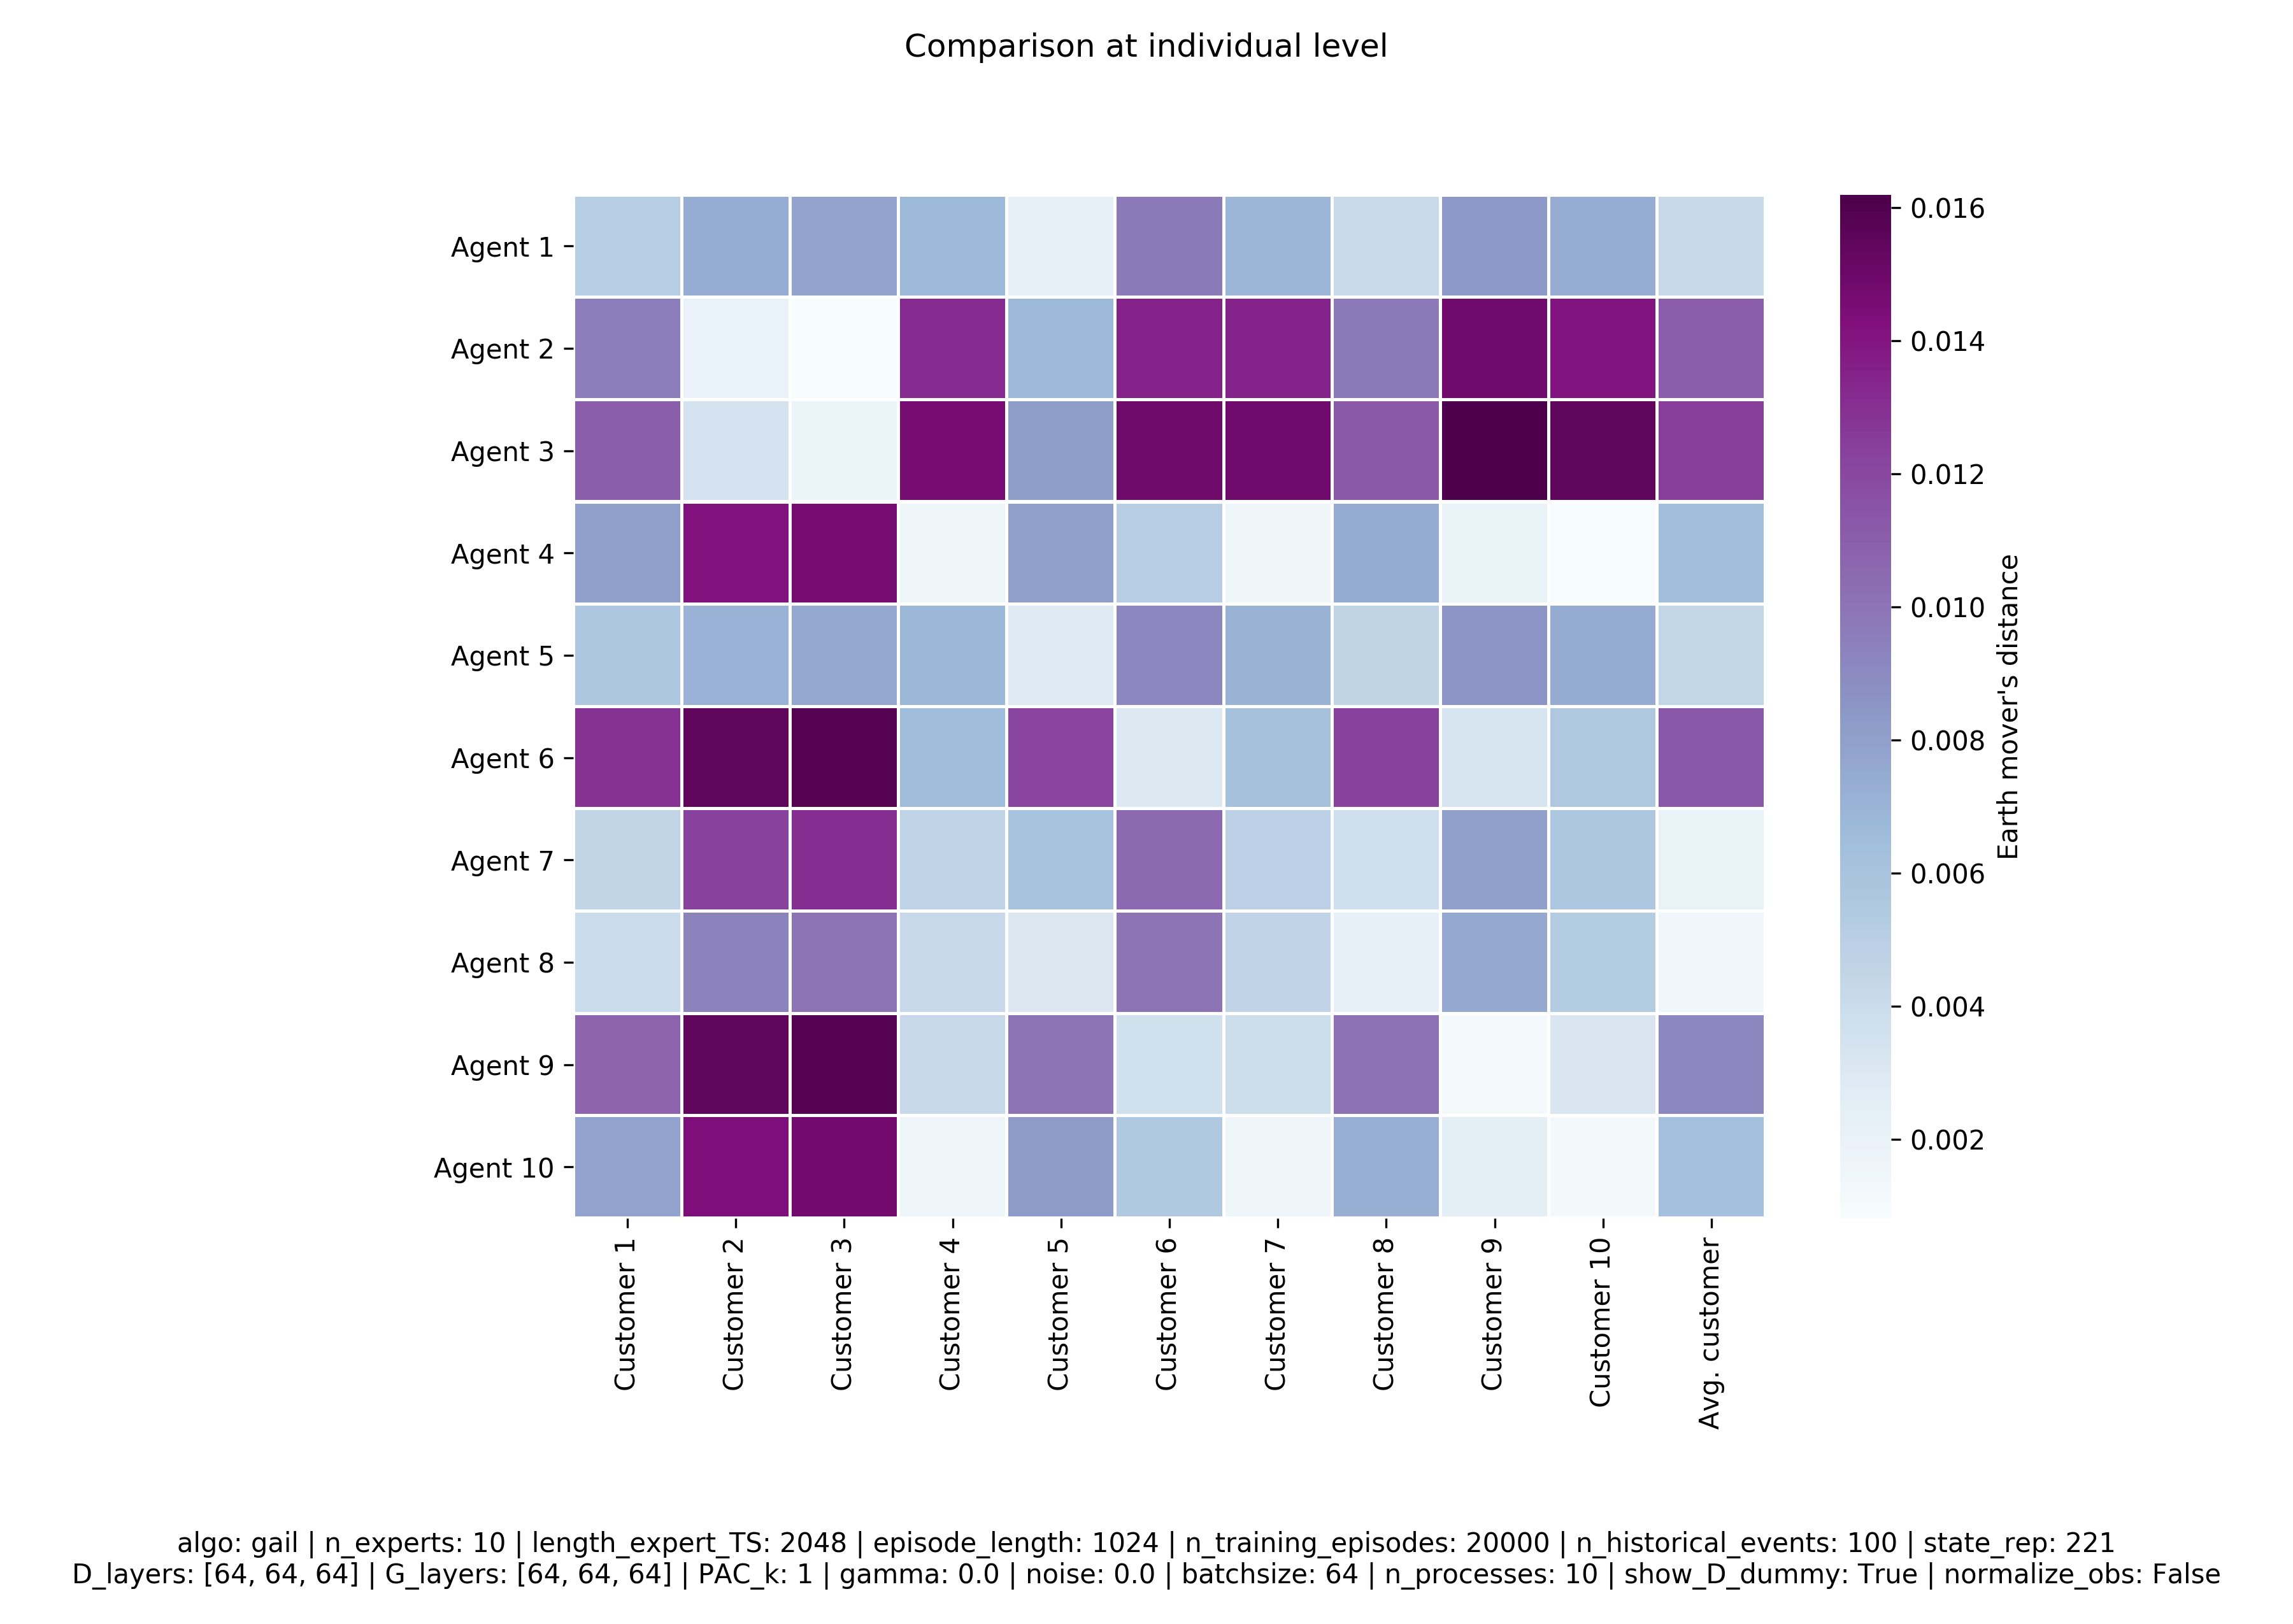 Comparison at individual level
Agent 1
Agent 2
Agent 3
Agent 4
Agent 5
Agent 6
Agent 7
Agent 8
Agent 9
Agent 10
Customer 1
Customer 2
Customer 3
Customer 4
Customer 5
Customer 6
Customer 7
Customer 8
Customer 9
Customer 10
Avg. customer
0.016
0.014
0.012
0.010
0.008
0.006
0.004
0.002
Earth mover's distance
algo: gail | n_experts: 10 | length_expert_TS: 2048 | episode_length: 1024 | n_training_episodes: 20000 | n_historical_events: 100 | state_rep: 221
D_layers: [64, 64, 64] | G_layers: [64, 64, 64] | PAC_k: 1 | gamma: 0.0 | noise: 0.0 | batchsize: 64 | n_processes: 10 | show_D_dummy: True | normalize_obs: False